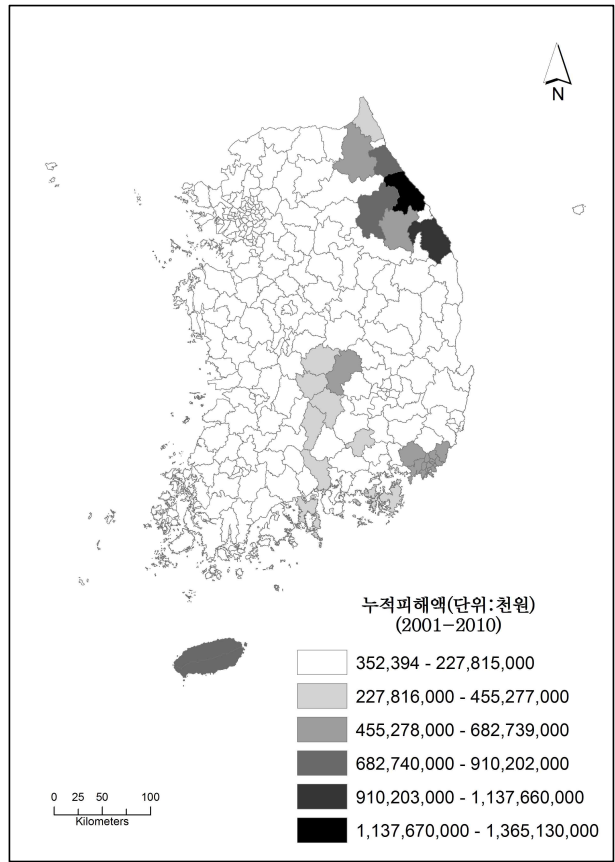 N
누적피해액(단위:천원)
(2001-2010)
352,394 - 227,815,000
227,816,000 - 455,277,000
455,278,000 - 682,739,000
682,740,000 - 910,202,000
910,203,000 - 1,137,660,000
1,137,670,000 - 1,365,130,000
0 25 50 100
Kilometers